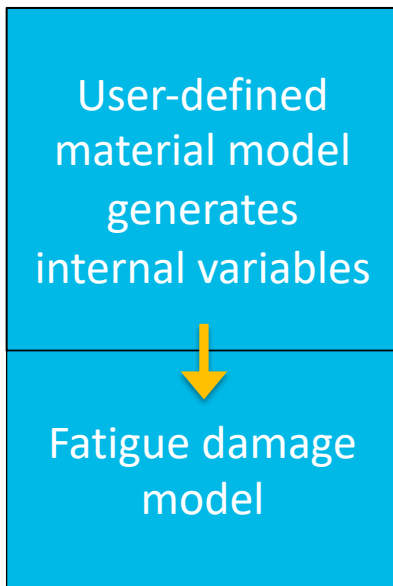 User-defined
material model
generates
internal variables
Fatigue damage
model